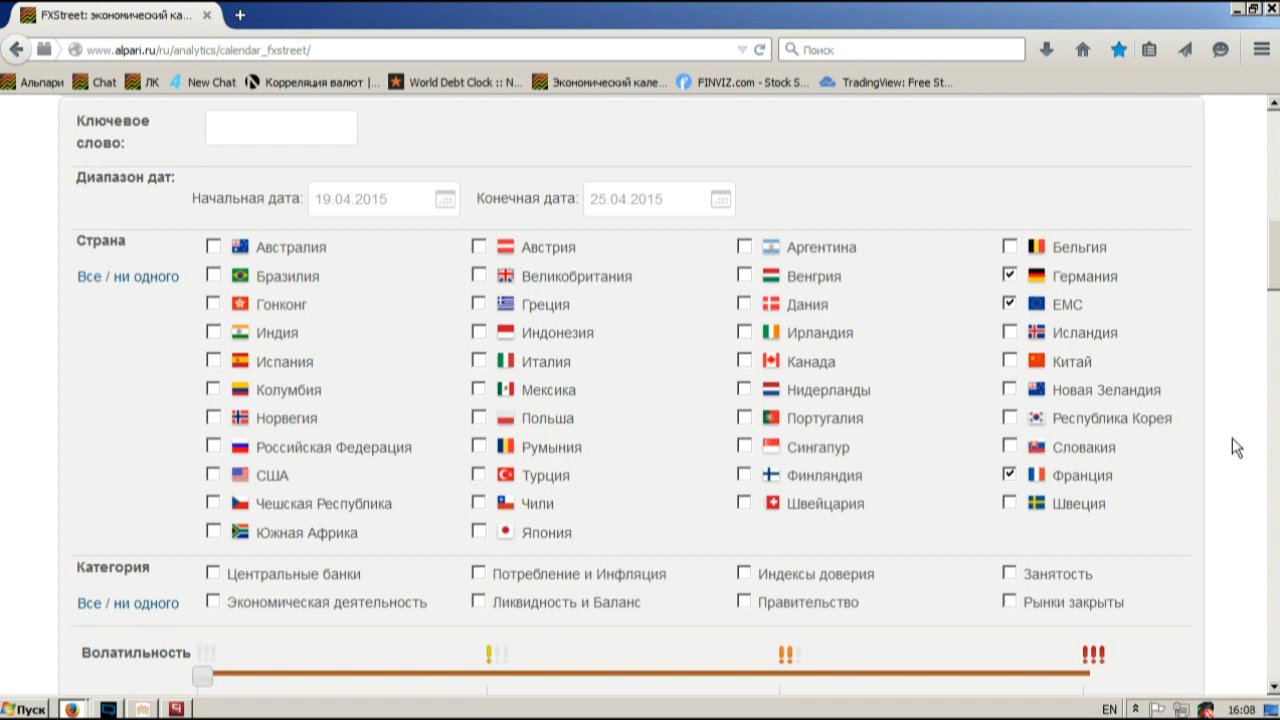 FXStreet: экономический ка...
www.alpari.ru/ru/analytics/calendar_fxstreet/
Поиск
Альпари Chat ЛК New Chat Корреляция валют |... World Debt Clock :: N... Экономический кале... FINVIZ.com - Stock S... TradingView: Free St...
Ключевое
слово:
Диапазон дат:
Начальная дата: 19.04.2015 Конечная дата: 25.04.2015
Страна
Австралия Австрия Аргентина Бельгия
Все / ни одного Бразилия Великобритания Венгрия Германия
Гонконг Греция Дания ЕМС
Индия Индонезия Ирландия Исландия
Испания Италия Канада Китай
Колумбия Мексика Нидерланды Новая Зеландия
Норвегия Польша Португалия Республика Корея
Российская Федерация Румыния Сингапур Словакия
США Турция Финляндия Франция
Чешская Республика Чили Швейцария Швеция
Южная Африка Япония
Категория
Центральные банки Потребление и Инфляция Индексы доверия Занятость
Все / ни одного Экономическая деятельность Ликвидность и Баланс Правительство Рынки закрыты
Волатильность
Пуск EN 16:08